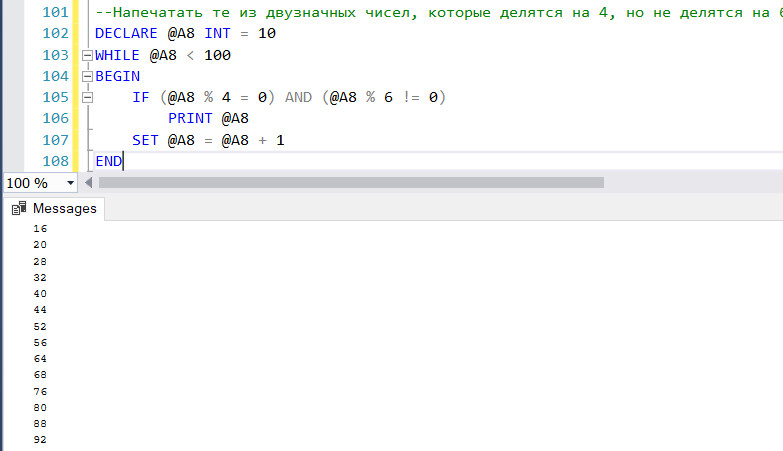 101 --Напечатать те из двузначных чисел, которые делятся на 4, но не делятся на
102 DECLARE @A8 INT = 10
103 WHILE @A8 < 100
104 BEGIN
105 IF (@A8 % 4 = 0) AND (@A8 % 6 != 0)
106 PRINT @A8
107 SET @A8 = @A8 + 1
108 END
100 %
Messages
16
20
28
32
40
44
52
56
64
68
76
80
88
92